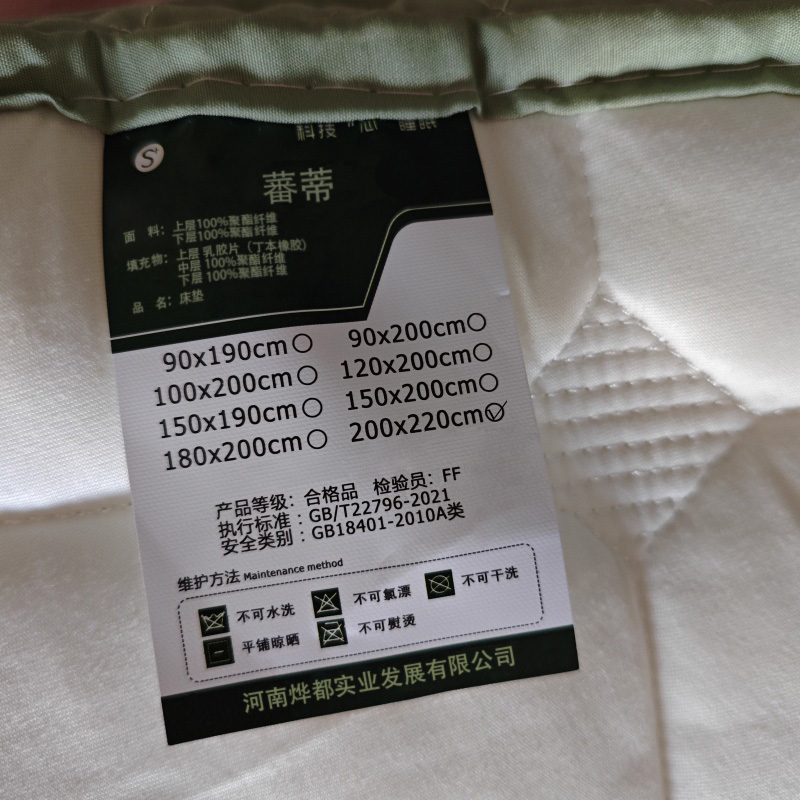 科技“芯”睡眠
S
蕃蒂
面 料：上层100%聚酯纤维
下层100%聚酯纤维
填充物：上层 乳胶片（丁本橡胶）
中层 100%聚酯纤维
下层 100%聚酯纤维
品 名：床垫
90x190cm 90x200cm
100x200cm 120x200cm
150x190cm 150x200cm
180x200cm 200x220cm
产品等级：合格品 检验员：FF
执行标准：GB/T22796-2021
安全类别：GB18401-2010A类
维护方法 Maintenance method
不可水洗 不可氯漂 不可干洗
平铺晾晒 不可熨烫
河南烨都实业发展有限公司